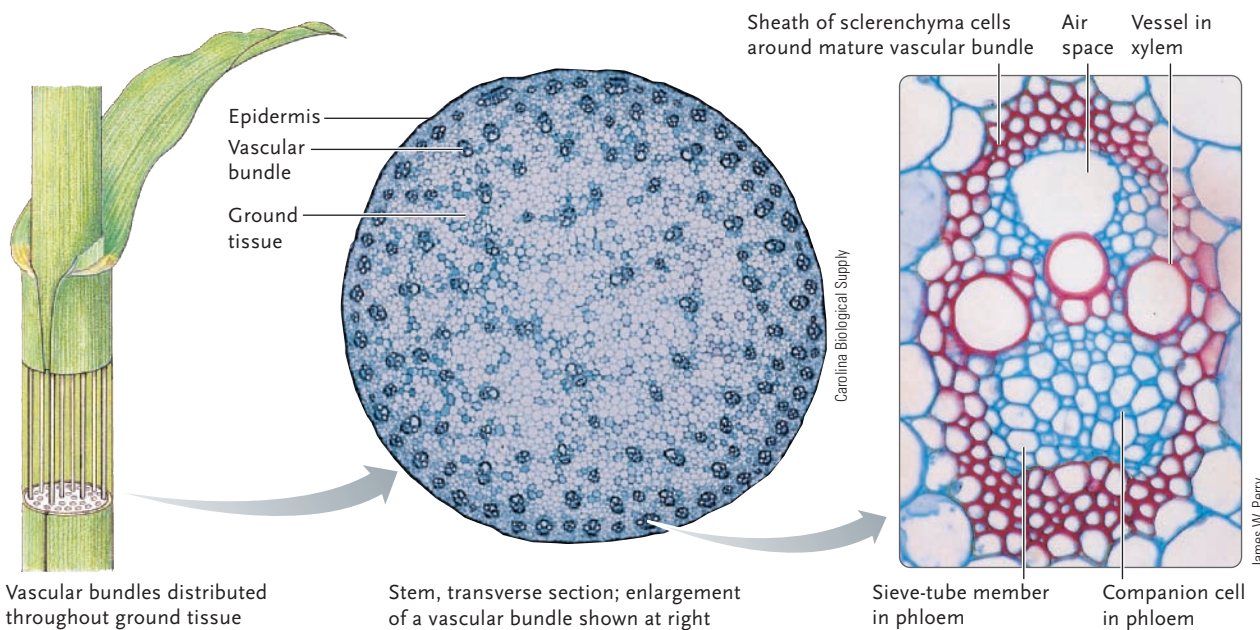 Sheath of sclerenchyma cells
around mature vascular bundle
Air
space
Vessel in
xylem
Epidermis
Vascular
bundle
Ground
tissue
Carolina Biological Supply
James W. Perry
Vascular bundles distributed
throughout ground tissue
Stem, transverse section; enlargement
of a vascular bundle shown at right
Sieve-tube member
in phloem
Companion cell
in phloem